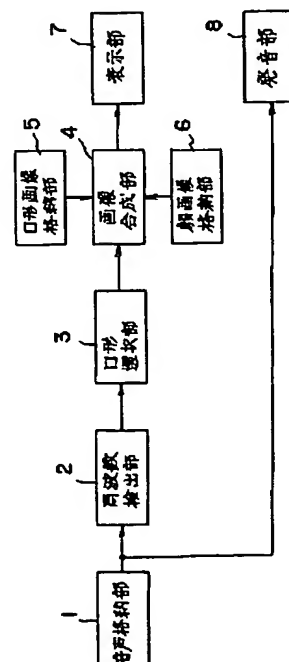 1
音声格納部
2
周波数
検出部
3
口形
選択部
4
画像
合成部
5
口形画像
格納部
6
顔画像
格納部
7
表示部
8
発音部